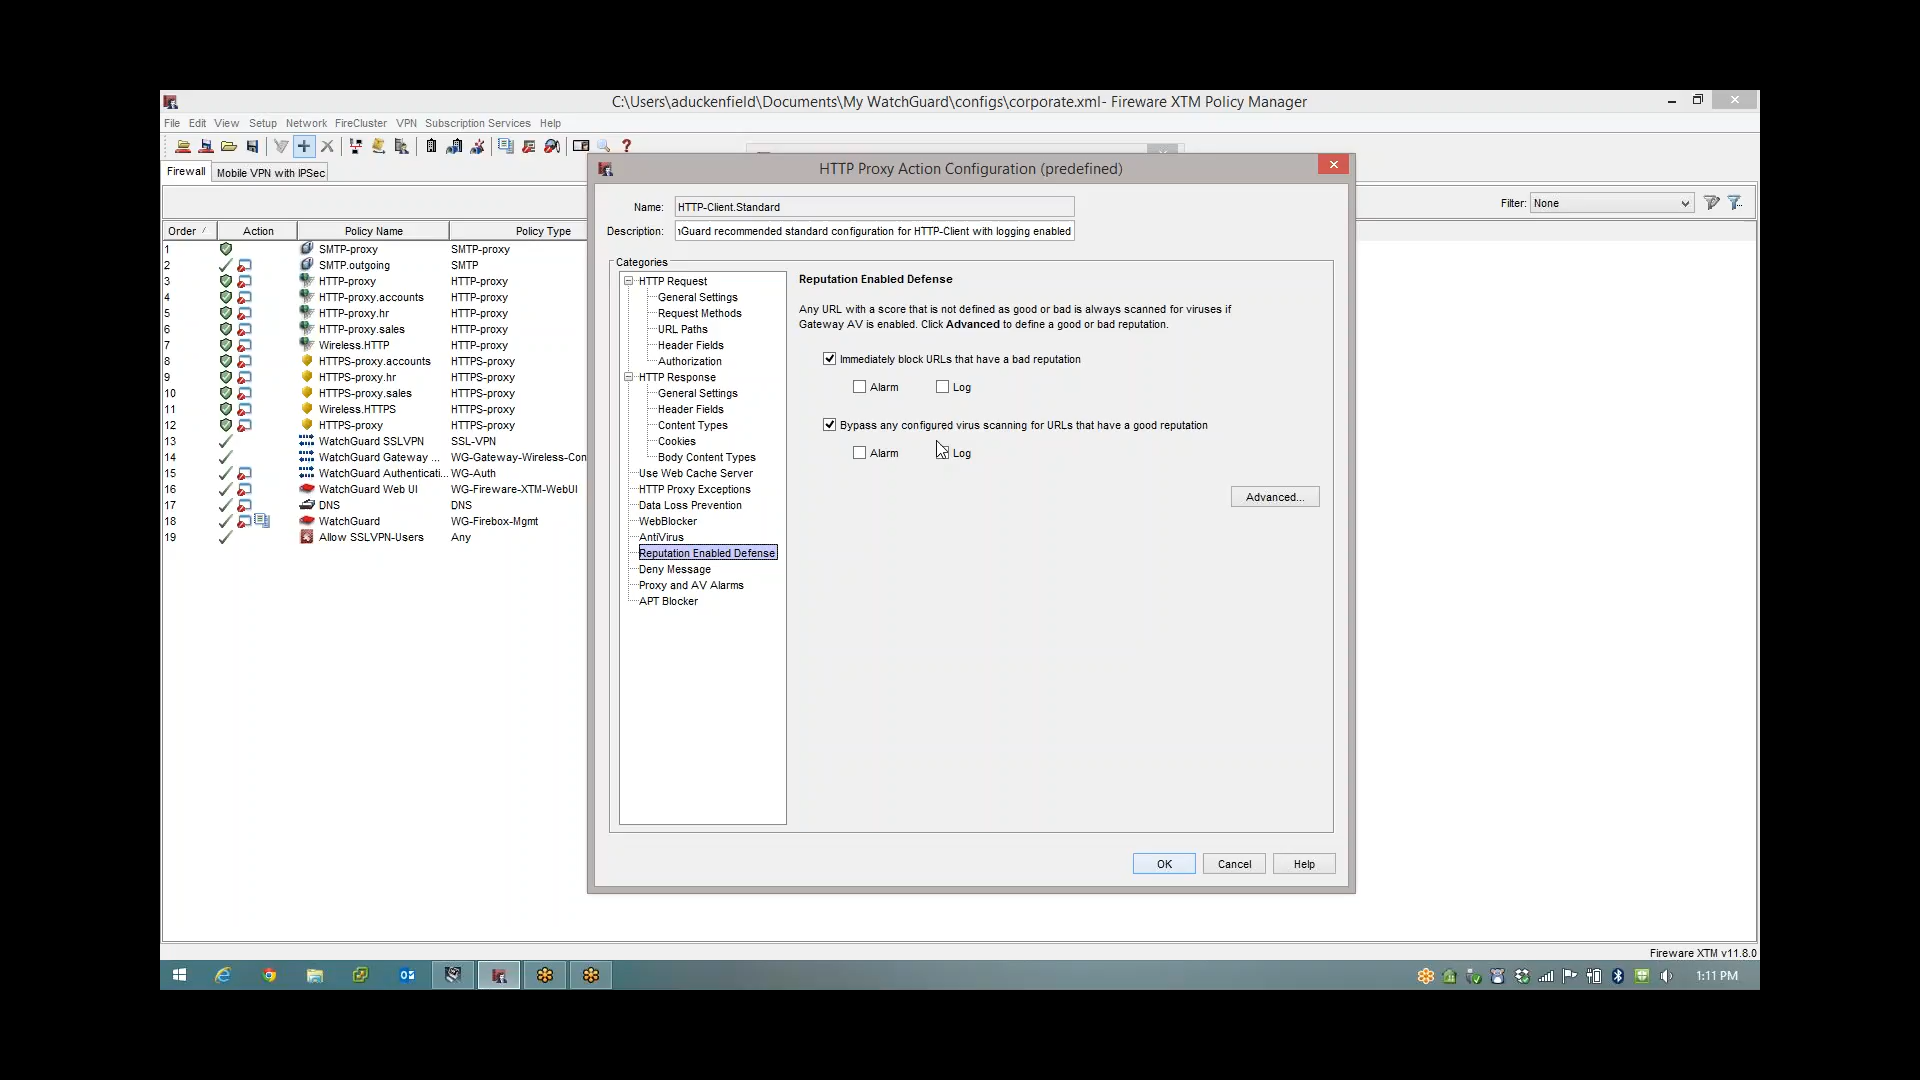 C:\Users\aduckenfield\Documents\My WatchGuard\configs\corporate.xml- Fireware XTM Policy Manager
File Edit View Setup Network FireCluster VPN Subscription Services Help
Firewall Mobile VPN with IPSec
Filter: None
Order / Action Policy Name Policy Type
1 SMTP-proxy SMTP-proxy
2 SMTP.outgoing SMTP
3 HTTP-proxy HTTP-proxy
4 HTTP-proxy.accounts HTTP-proxy
5 HTTP-proxy.hr HTTP-proxy
6 HTTP-proxy.sales HTTP-proxy
7 Wireless.HTTP HTTP-proxy
8 HTTPS-proxy.accounts HTTPS-proxy
9 HTTPS-proxy.hr HTTPS-proxy
10 HTTPS-proxy.sales HTTPS-proxy
11 Wireless.HTTPS HTTPS-proxy
12 HTTPS-proxy HTTPS-proxy
13 WatchGuard SSLVPN SSL-VPN
14 WatchGuard Gateway ... WG-Gateway-Wireless-Con
15 WatchGuard Authenticati... WG-Auth
16 WatchGuard Web UI WG-Fireware-XTM-WebUI
17 DNS DNS
18 WatchGuard WG-Firebox-Mgmt
19 Allow SSLVPN-Users Any
HTTP Proxy Action Configuration (predefined)
Name: HTTP-Client.Standard
Description: Guard recommended standard configuration for HTTP-Client with logging enabled
Categories
HTTP Request
General Settings
Request Methods
URL Paths
Header Fields
Authorization
HTTP Response
General Settings
Header Fields
Content Types
Cookies
Body Content Types
Use Web Cache Server
HTTP Proxy Exceptions
Data Loss Prevention
WebBlocker
AntiVirus
Reputation Enabled Defense
Deny Message
Proxy and AV Alarms
APT Blocker
Reputation Enabled Defense
Any URL with a score that is not defined as good or bad is always scanned for viruses if
Gateway AV is enabled. Click Advanced to define a good or bad reputation.
Immediately block URLs that have a bad reputation
Alarm Log
Bypass any configured virus scanning for URLs that have a good reputation
Alarm Log
Advanced...
OK Cancel Help
Fireware XTM v11.8.0
1:11 PM